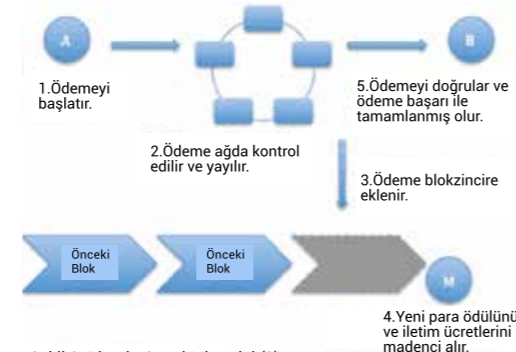 A
B
1.Ödemeyi
başlatır.
5.Ödemeyi doğrular ve
ödeme başarı ile
tamamlanmış olur.
2.Ödeme ağda kontrol
edilir ve yayılır.
3.Ödeme blokzincire
eklenir.
Önceki
Blok
Önceki
Blok
M
4.Yeni para ödülünü
ve iletim ücretlerini
madenci alır.